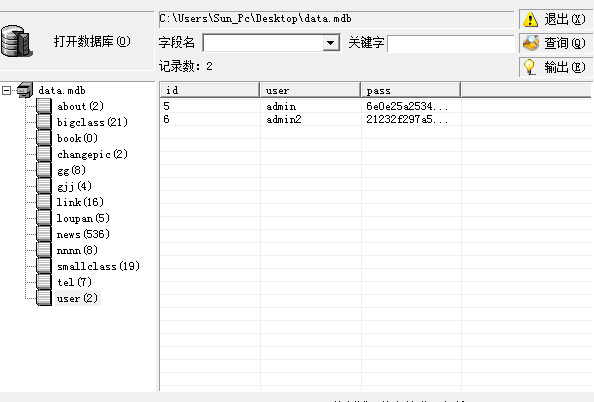 打开数据库(O)
C:\Users\Sun_Pc\Desktop\data.mdb
退出(X)
字段名
关键字
查询(Q)
记录数: 2
输出(E)
data.mdb
about(2)
bigclass(21)
book(0)
changepic(2)
gg(8)
gjj(4)
link(16)
loupan(5)
news(536)
nnnn(8)
smallclass(19)
tel(7)
user(2)
id user pass
5 admin 6e0e25a2534...
6 admin2 21232f297a5...